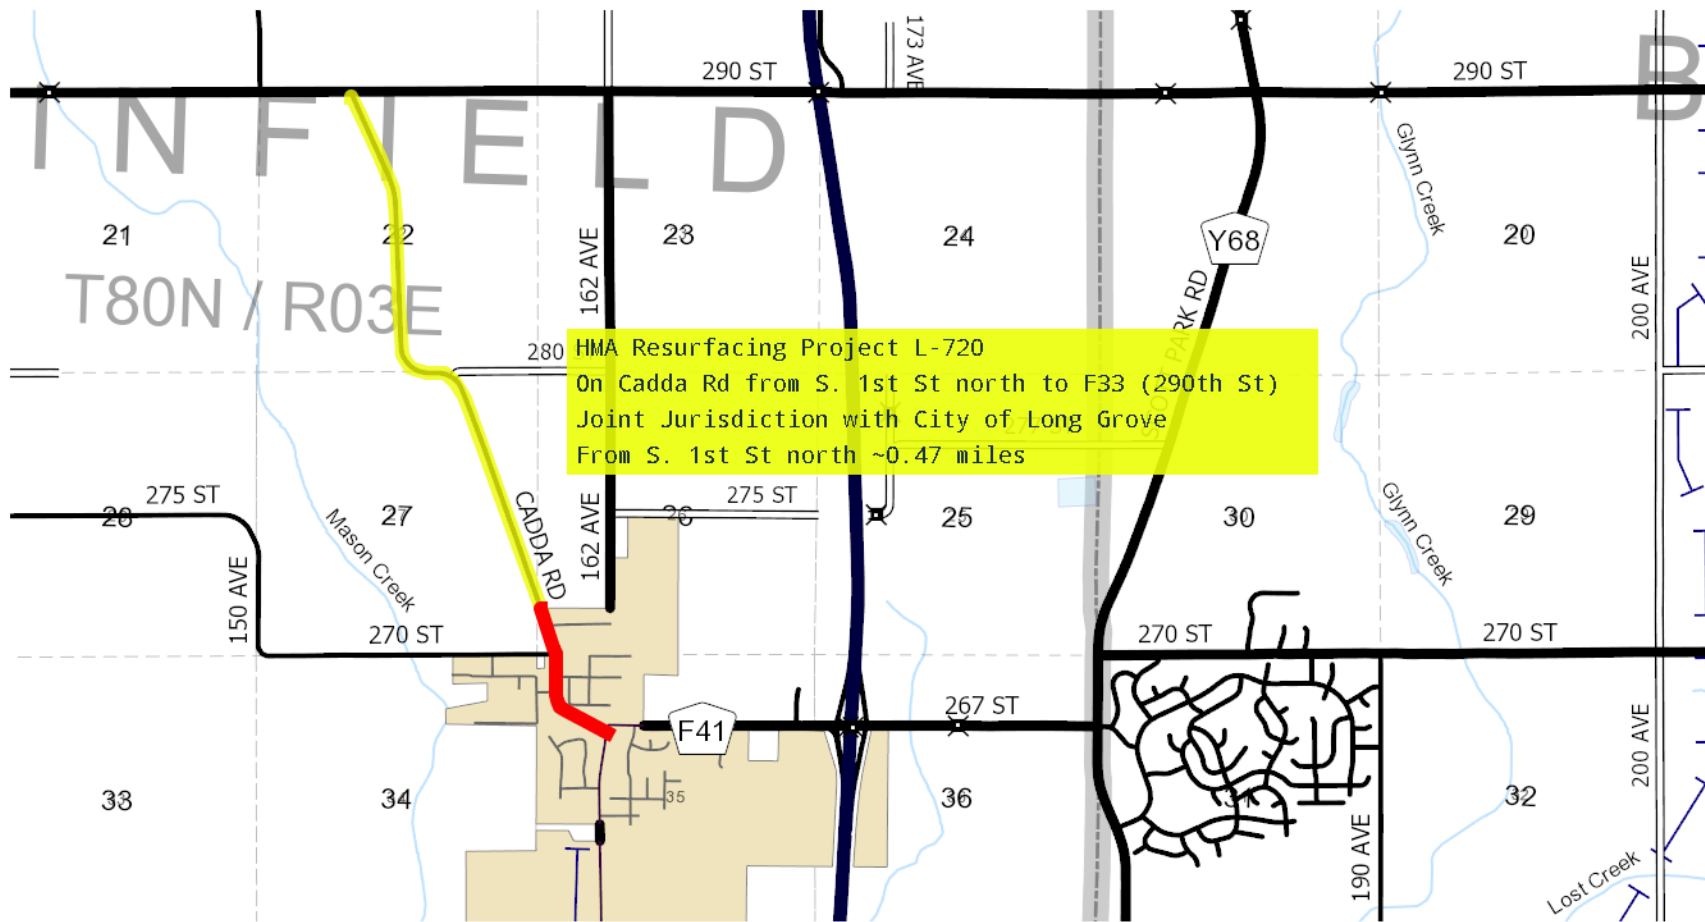 173 AVE
290 ST
290 ST
I N F I E L D
B
Glynn Creek
21
22
23
24
20
Y68
T80N / R03E
162 AVE
200 AVE
PARK RD
280
HMA Resurfacing Project L-720
On Cadda Rd from S. 1st St north to F33 (290th St)
Joint Jurisdiction with City of Long Grove
From S. 1st St north ~0.47 miles
275 ST
275 ST
28
27
26
25
30
29
CADDA RD
162 AVE
Mason Creek
Glynn Creek
150 AVE
270 ST
270 ST
270 ST
267 ST
F41
200 AVE
33
34
35
36
31
32
190 AVE
Lost Creek